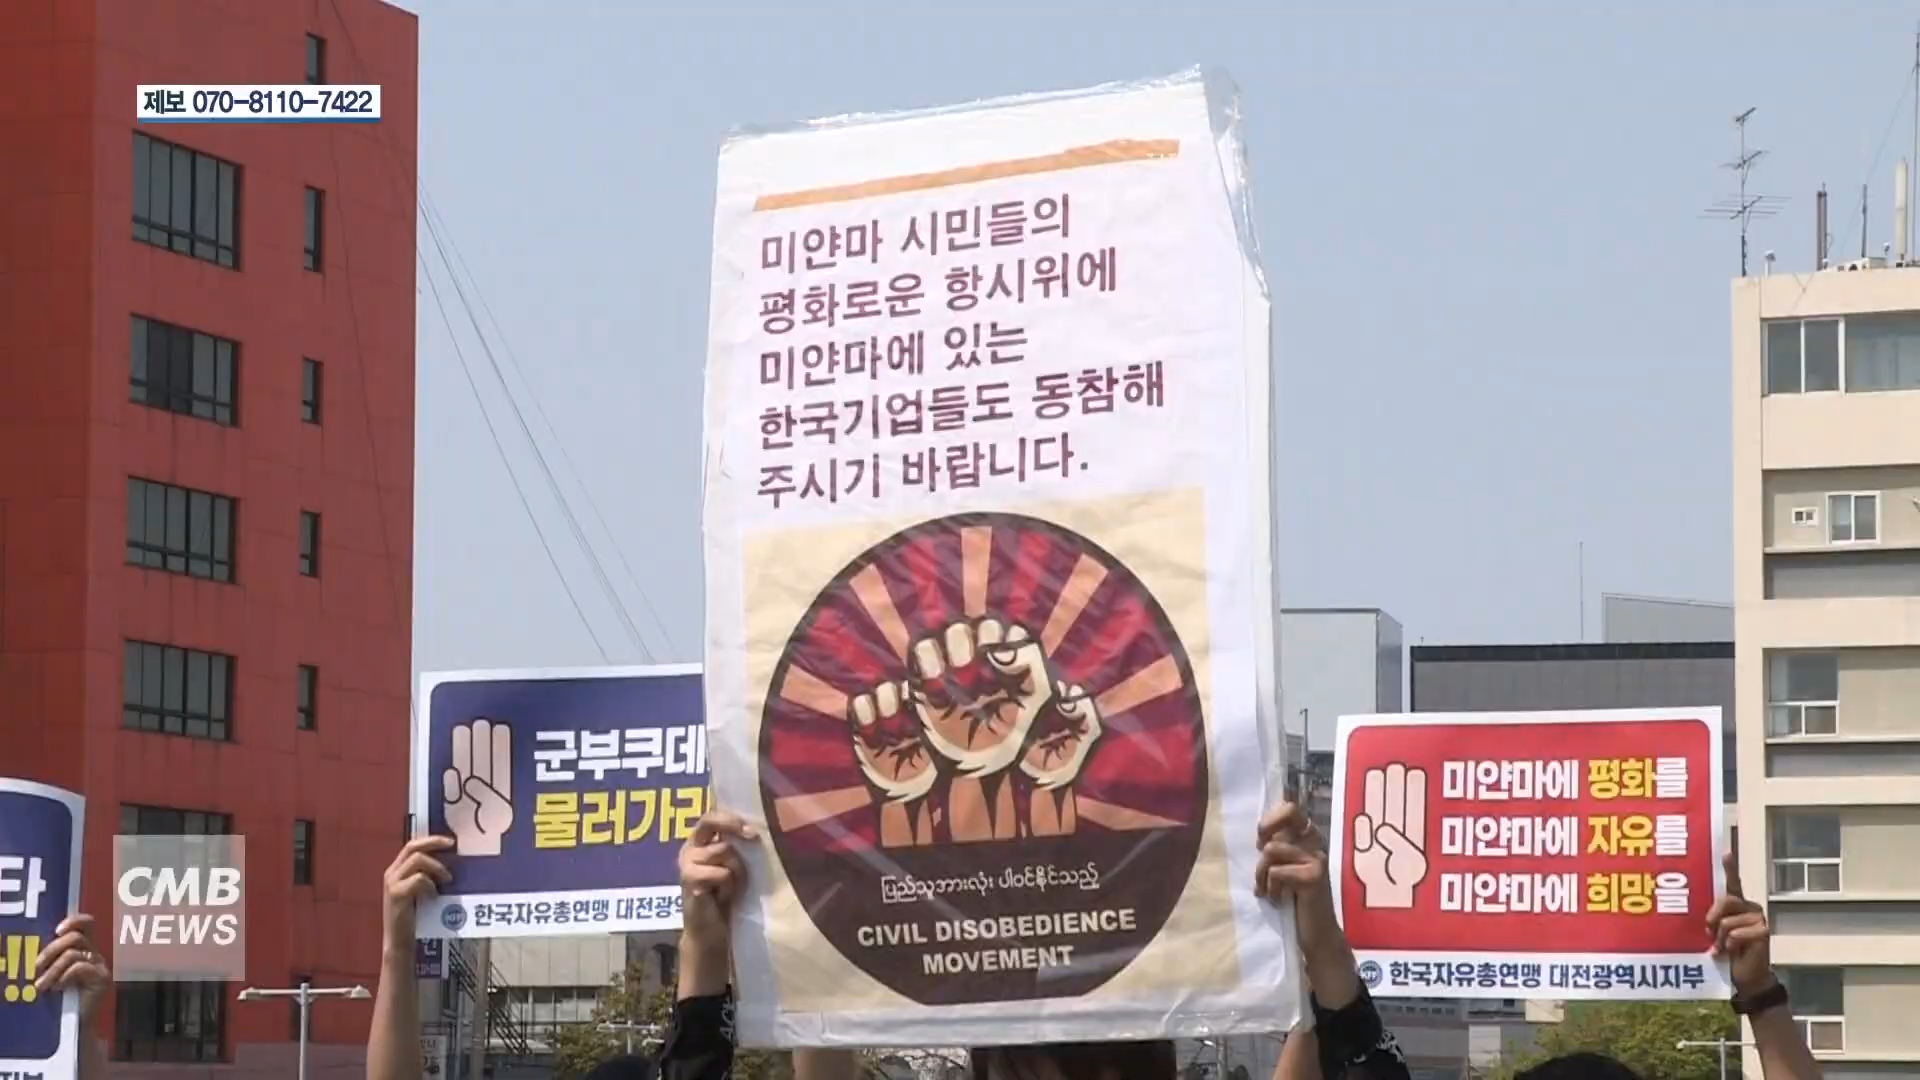 제보 070-8110-7422
미얀마 시민들의
평화로운 항시위에
미얀마에 있는
한국기업들도 동참해
주시기 바랍니다.
ပြည်သူအားလုံး ပါဝင်နိုင်သည်
CIVIL DISOBEDIENCE
MOVEMENT
군부쿠데
물러가라
한국자유총연맹 대전광역
미얀마에 평화를
미얀마에 자유를
미얀마에 희망을
한국자유총연맹 대전광역시지부
타
!!
지부
CMB
NEWS